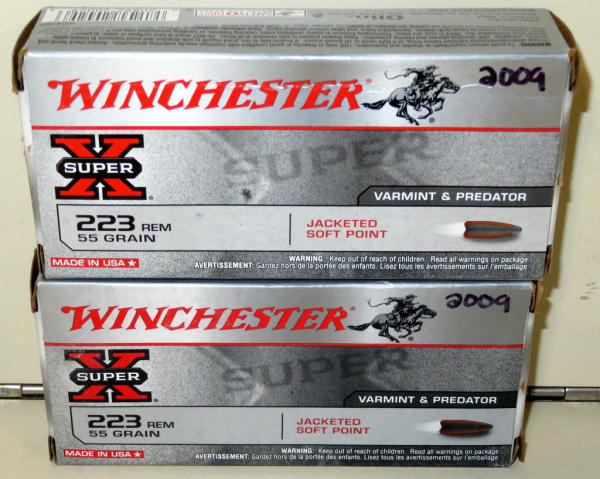 WINCHESTER® 2009
SUPER X® SUPER
VARMINT & PREDATOR
223 REM
55 GRAIN
JACKETED
SOFT POINT
MADE IN USA ★
WARNING: Keep out of reach of children. Read all warnings on package.
AVERTISSEMENT: Gardez hors de la portée des enfants. Lisez tous les avertissements sur l'emballage.
WINCHESTER® 2009
SUPER X® SUPER
VARMINT & PREDATOR
223 REM
55 GRAIN
JACKETED
SOFT POINT
MADE IN USA ★
WARNING: Keep out of reach of children. Read all warnings on package.
AVERTISSEMENT: Gardez hors de la portée des enfants. Lisez tous les avertissements sur l'emballage.